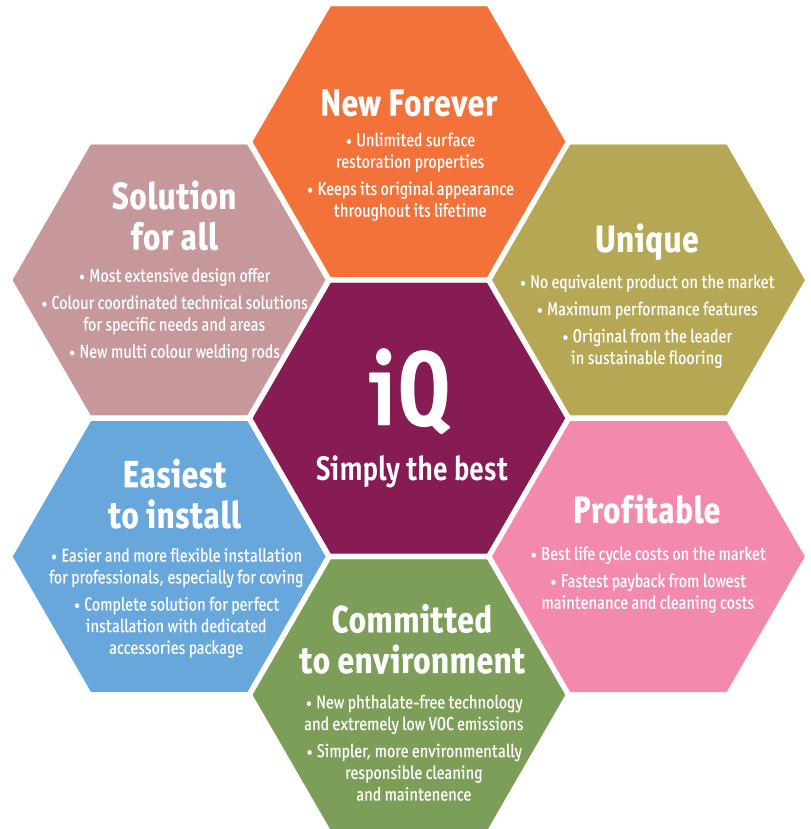 New Forever
• Unlimited surface
restoration properties
• Keeps its original appearance
throughout its lifetime
Solution
for all
• Most extensive design offer
• Colour coordinated technical solutions
for specific needs and areas
• New multi colour welding rods
Unique
• No equivalent product on the market
• Maximum performance features
• Original from the leader
in sustainable flooring
iQ
Simply the best
Easiest
to install
• Easier and more flexible installation
for professionals, especially for coving
• Complete solution for perfect
installation with dedicated
accessories package
Profitable
• Best life cycle costs on the market
• Fastest payback from lowest
maintenance and cleaning costs
Committed
to environment
• New phthalate-free technology
and extremely low VOC emissions
• Simpler, more environmentally
responsible cleaning
and maintenence